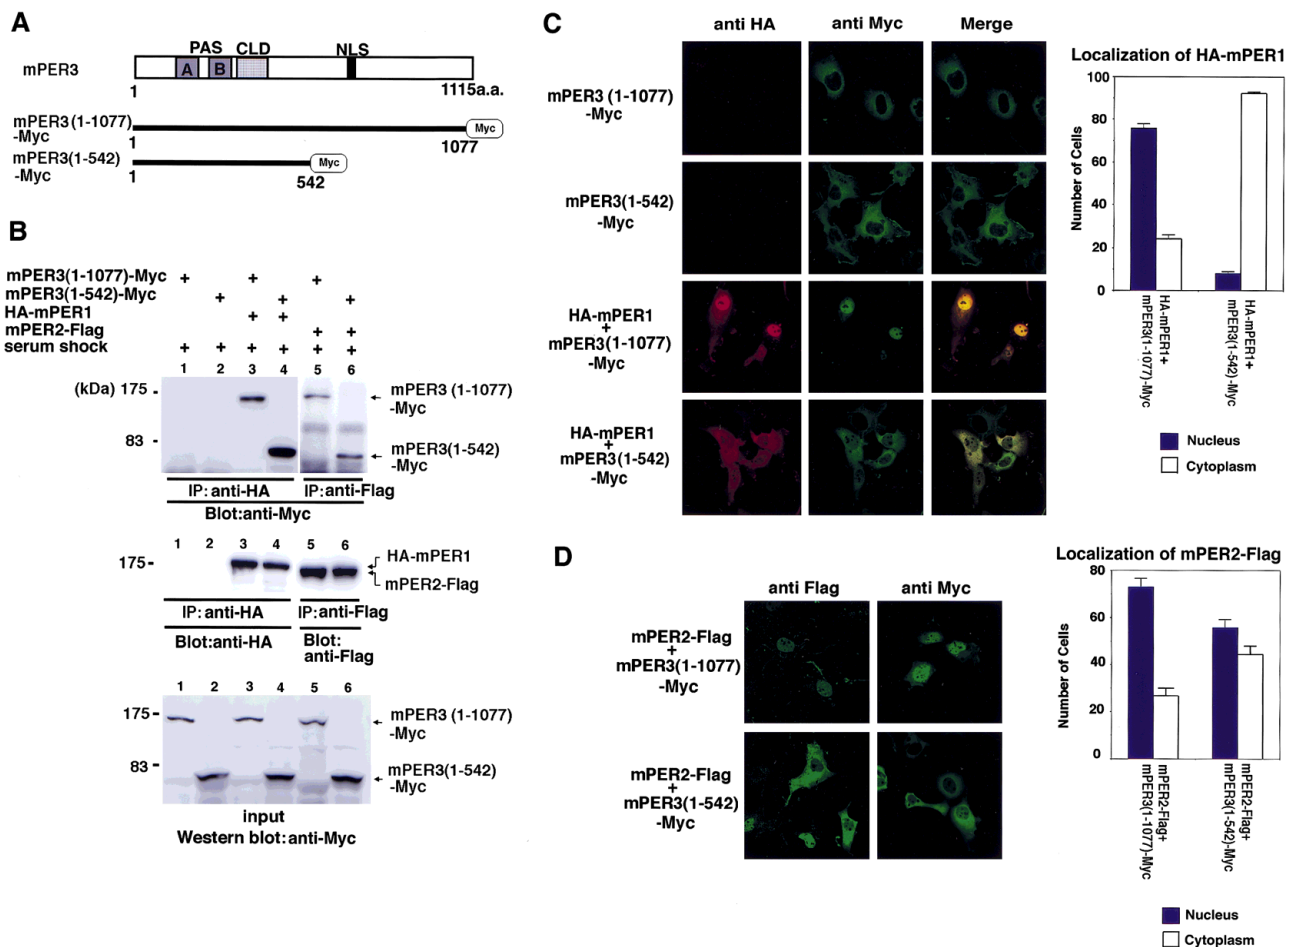 A
PAS CLD NLS
mPER3
A B
1 1115a.a.
mPER3 (1-1077)
-Myc
Myc
1 1077
mPER3(1-542)
-Myc
Myc
1 542
B
mPER3(1-1077)-Myc + + +
mPER3(1-542)-Myc + + +
HA-mPER1 + +
mPER2-Flag + +
serum shock + + + + + +
1 2 3 4 5 6
(kDa) 175 -
83 -
mPER3 (1-1077)
-Myc
mPER3(1-542)
-Myc
IP: anti-HA IP:anti-Flag
Blot:anti-Myc
1 2 3 4 5 6
175 -
HA-mPER1
mPER2-Flag
IP: anti-HA IP:anti-Flag
Blot:anti-HA Blot:
anti-Flag
1 2 3 4 5 6
175 -
83 -
mPER3 (1-1077)
-Myc
mPER3(1-542)
-Myc
input
Western blot: anti-Myc
C
anti HA anti Myc Merge
mPER3 (1-1077)
-Myc
mPER3(1-542)
-Myc
HA-mPER1
+
mPER3(1-1077)
-Myc
HA-mPER1
+
mPER3(1-542)
-Myc
Localization of HA-mPER1
Number of Cells
100
80
60
40
20
0
HA-mPER1+
mPER3(1-1077)-Myc
HA-mPER1+
mPER3(1-542)-Myc
Nucleus
Cytoplasm
D
anti Flag anti Myc
mPER2-Flag
+
mPER3(1-1077)
-Myc
mPER2-Flag
+
mPER3(1-542)
-Myc
Localization of mPER2-Flag
Number of Cells
80
60
40
20
0
mPER2-Flag+
mPER3(1-1077)-Myc
mPER2-Flag+
mPER3(1-542)-Myc
Nucleus
Cytoplasm